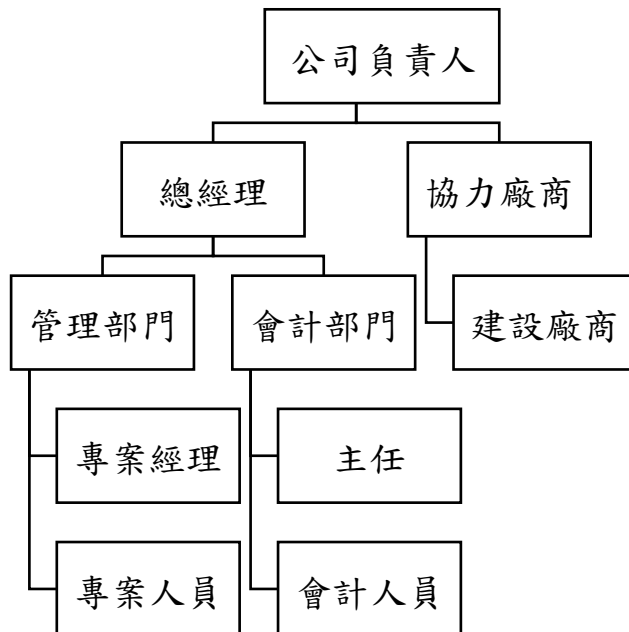 公司負責人
總經理
協力廠商
管理部門
會計部門
建設廠商
專案經理
主任
專案人員
會計人員